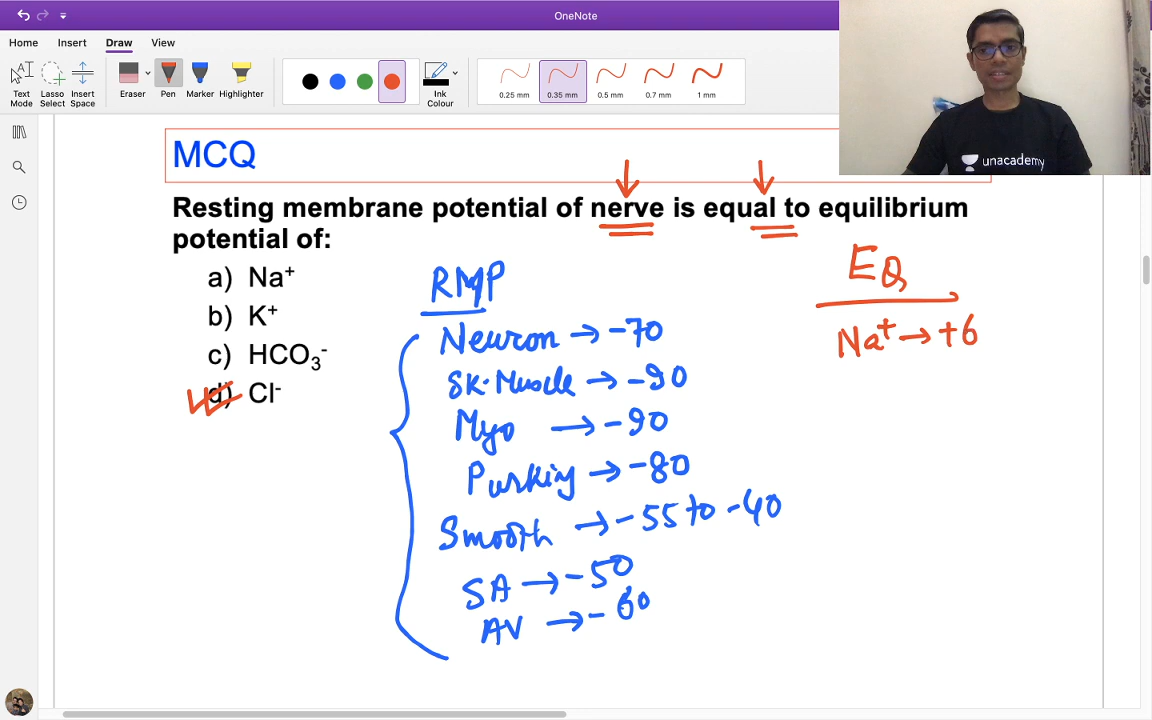 OneNote
Home Insert Draw View
Text Mode
Lasso Select
Insert Space
Eraser
Pen
Marker
Highlighter
Ink Colour
0.25 mm
0.35 mm
0.5 mm
0.7 mm
1 mm
unacademy
MCQ
Resting membrane potential of nerve is equal to equilibrium
potential of:
a) Na⁺
b) K⁺
c) HCO₃⁻
d) Cl⁻
RMP
Neuron → -70
Sk. Muscle → -90
Myo → -90
Purkinj → -80
Smooth → -55 to -40
SA → -50
AV → -60
EQ
Na⁺ → +6